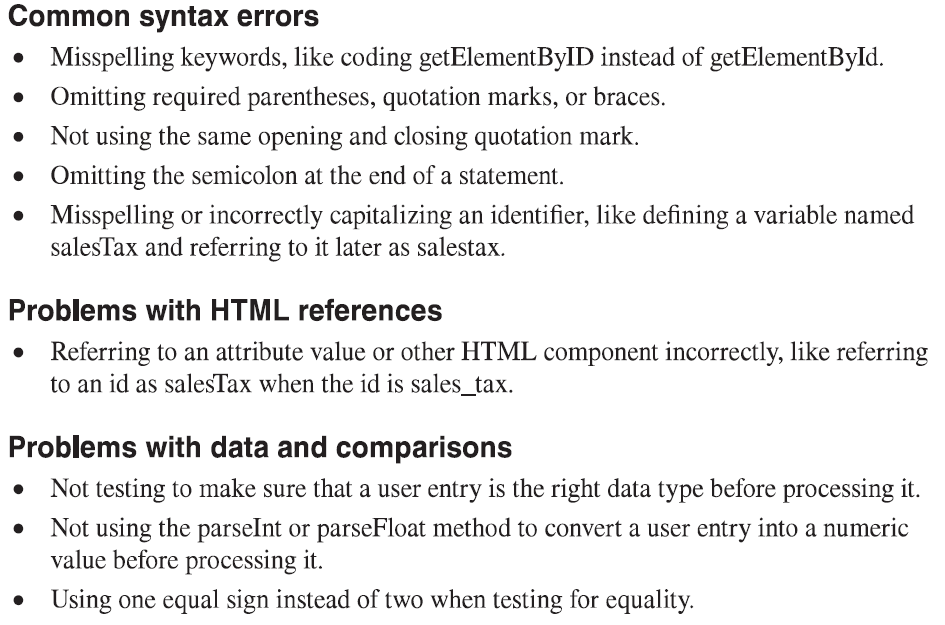 Common syntax errors
• Misspelling keywords, like coding getElementByID instead of getElementById.
• Omitting required parentheses, quotation marks, or braces.
• Not using the same opening and closing quotation mark.
• Omitting the semicolon at the end of a statement.
• Misspelling or incorrectly capitalizing an identifier, like defining a variable named
salesTax and referring to it later as salestax.
Problems with HTML references
• Referring to an attribute value or other HTML component incorrectly, like referring
to an id as salesTax when the id is sales_tax.
Problems with data and comparisons
• Not testing to make sure that a user entry is the right data type before processing it.
• Not using the parseInt or parseFloat method to convert a user entry into a numeric
value before processing it.
• Using one equal sign instead of two when testing for equality.